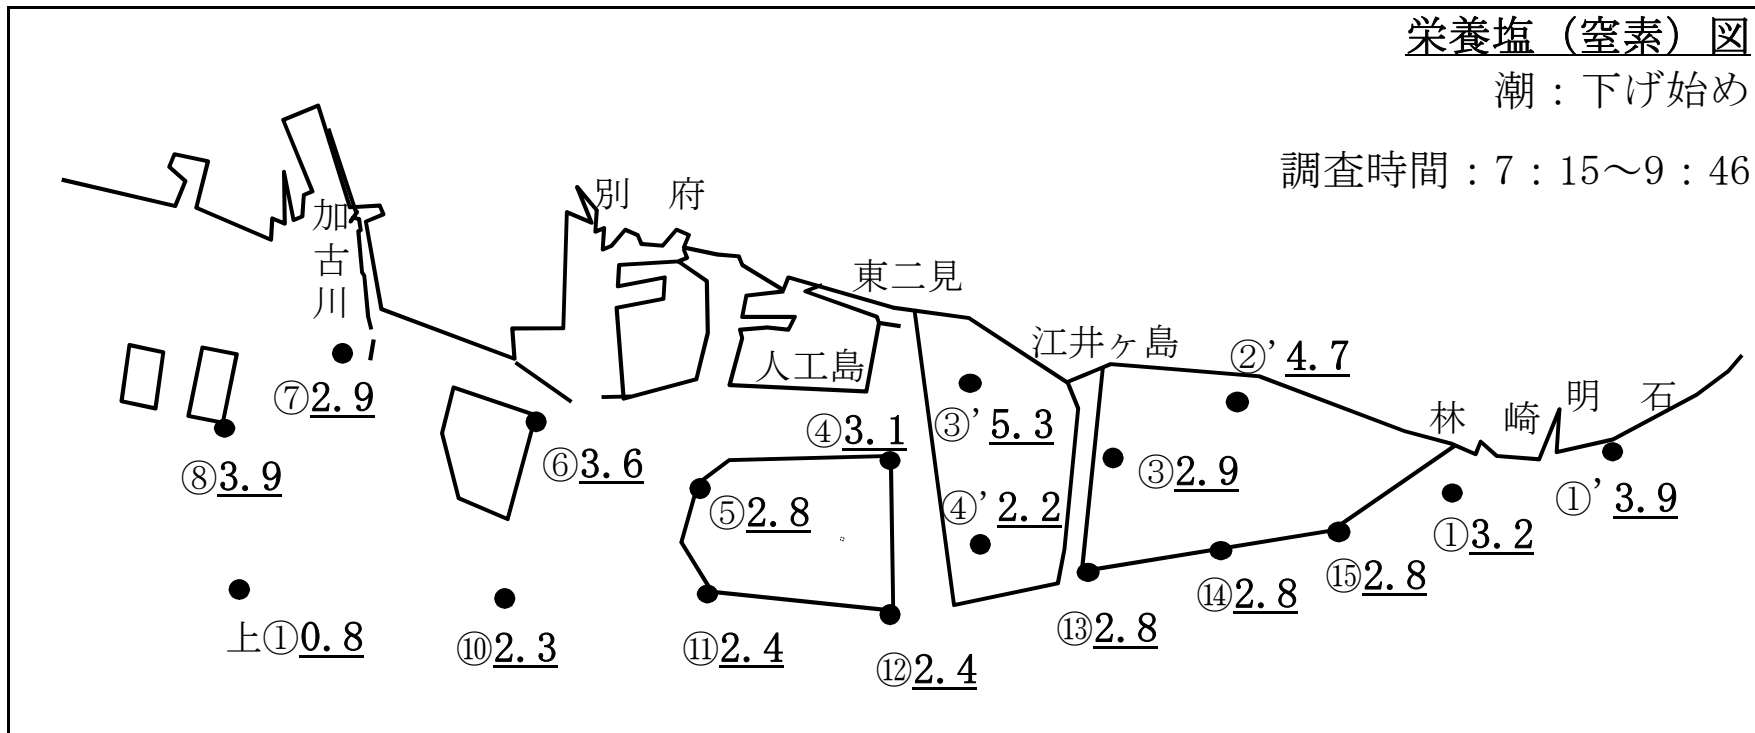 栄養塩（窒素）図
潮：下げ始め
調査時間：7：15～9：46
加古川
別　府
東二見
人工島
江井ヶ島
林　崎
明　石
⑦2.9
⑧3.9
⑥3.6
④3.1
⑤2.8
③’5.3
④’2.2
②’4.7
③2.9
①’3.9
①3.2
⑮2.8
⑭2.8
⑬2.8
上①0.8
⑩2.3
⑪2.4
⑫2.4